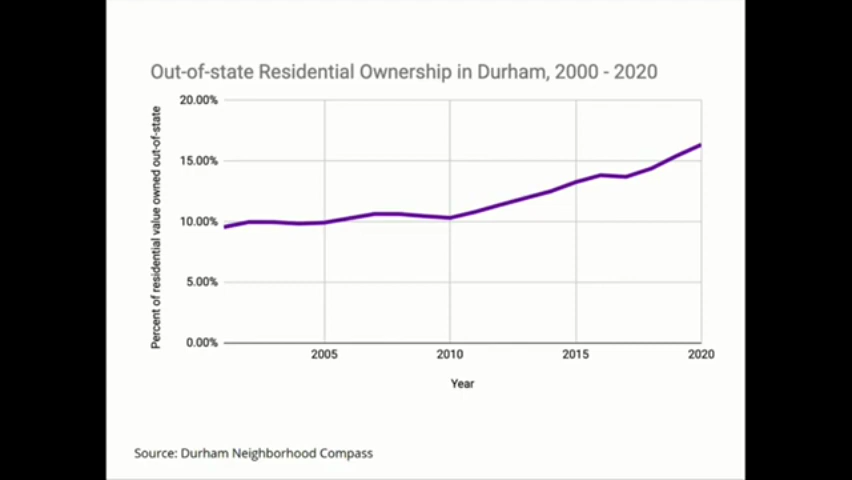 Out-of-state Residential Ownership in Durham, 2000 - 2020
Percent of residential value owned out-of-state
20.00%
15.00%
10.00%
5.00%
0.00%
2005 2010 2015 2020
Year
Source: Durham Neighborhood Compass